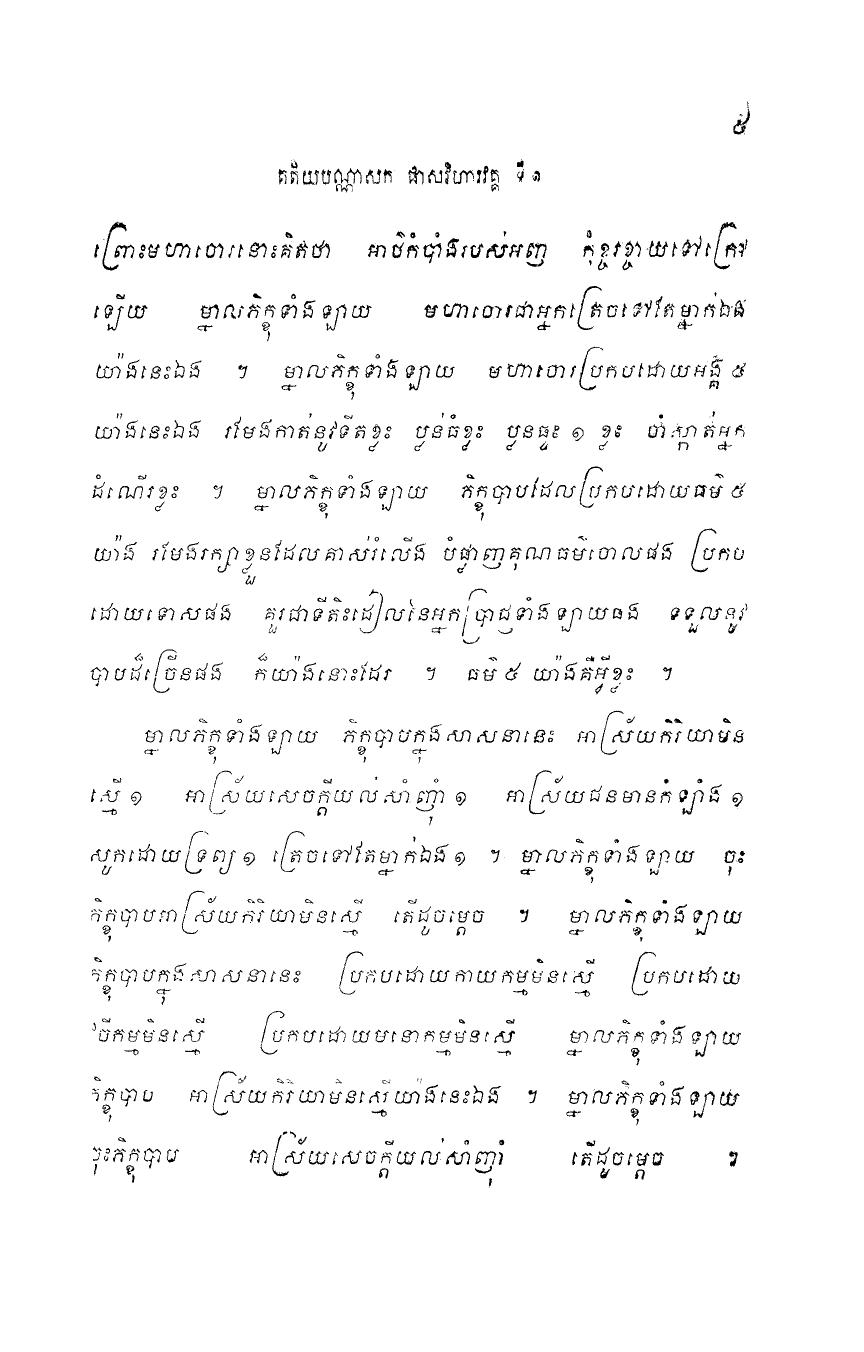 ៥
តតិយបណ្ណាសក ផាសវិហារវគ្គ ទី ១
ព្រោះមហាចោរនោះគិតថា អាថ៌កំបាំងរបស់អញ កុំខ្ចរខ្ចាយទៅក្រៅ
ឡើយ ម្នាលភិក្ខុទាំងឡាយ មហាចោរជាអ្នកត្រេចទៅតែម្នាក់ឯង
យ៉ាងនេះឯង ។ ម្នាលភិក្ខុទាំងឡាយ មហាចោរប្រកបដោយអង្គ ៥
យ៉ាងនេះឯង រមែងកាត់នូវទីតខ្លះ ប្លន់ធំខ្លះ ប្លនផ្ទះ ១ ខ្លះ ចាំស្កាត់អ្នក
ដំណើរខ្លះ ។ ម្នាលភិក្ខុទាំងឡាយ ភិក្ខុបាបដែលប្រកបដោយធម៌ ៥
យ៉ាង រមែងរក្សាខ្លួនដែលគាស់រំលើង បំផ្លាញគុណធម៌ចោលផង ប្រកប
ដោយទោសផង គួរជាទីតិះដៀលនៃអ្នកប្រាជ្ញទាំងឡាយផង ទទួលនូវ
បាបដ៏ច្រើនផង ក៏យ៉ាងនោះដែរ ។ ធម៌ ៥ យ៉ាងគឺអ្វីខ្លះ ។
ម្នាលភិក្ខុទាំងឡាយ ភិក្ខុបាបក្នុងសាសនានេះ អាស្រ័យកិរិយាមិន
ស្មើ ១ អាស្រ័យសេចក្តីយល់សាំញ៉ាំ ១ អាស្រ័យជនមានកំឡាំង ១
សូកដោយទ្រព្យ ១ ត្រេចទៅតែម្នាក់ឯង ១ ។ ម្នាលភិក្ខុទាំងឡាយ ចុះ
ភិក្ខុបាបអាស្រ័យកិរិយាមិនស្មើ តើដូចម្តេច ។ ម្នាលភិក្ខុទាំងឡាយ
ភិក្ខុបាបក្នុងសាសនានេះ ប្រកបដោយកាយកម្មមិនស្មើ ប្រកបដោយ
វចីកម្មមិនស្មើ ប្រកបដោយមនោកម្មមិនស្មើ ម្នាលភិក្ខុទាំងឡាយ
ភិក្ខុបាប អាស្រ័យកិរិយាមិនស្មើយ៉ាងនេះឯង ។ ម្នាលភិក្ខុទាំងឡាយ
ចុះភិក្ខុបាប អាស្រ័យសេចក្តីយល់សាំញ៉ាំ តើដូចម្តេច ។